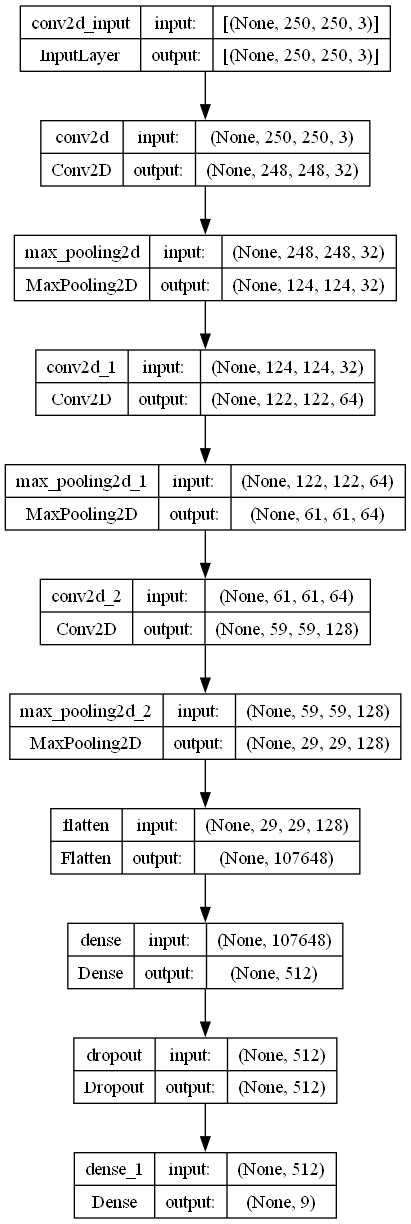 conv2d_input input: [(None, 250, 250, 3)]
InputLayer output: [(None, 250, 250, 3)]
conv2d input: (None, 250, 250, 3)
Conv2D output: (None, 248, 248, 32)
max_pooling2d input: (None, 248, 248, 32)
MaxPooling2D output: (None, 124, 124, 32)
conv2d_1 input: (None, 124, 124, 32)
Conv2D output: (None, 122, 122, 64)
max_pooling2d_1 input: (None, 122, 122, 64)
MaxPooling2D output: (None, 61, 61, 64)
conv2d_2 input: (None, 61, 61, 64)
Conv2D output: (None, 59, 59, 128)
max_pooling2d_2 input: (None, 59, 59, 128)
MaxPooling2D output: (None, 29, 29, 128)
flatten input: (None, 29, 29, 128)
Flatten output: (None, 107648)
dense input: (None, 107648)
Dense output: (None, 512)
dropout input: (None, 512)
Dropout output: (None, 512)
dense_1 input: (None, 512)
Dense output: (None, 9)